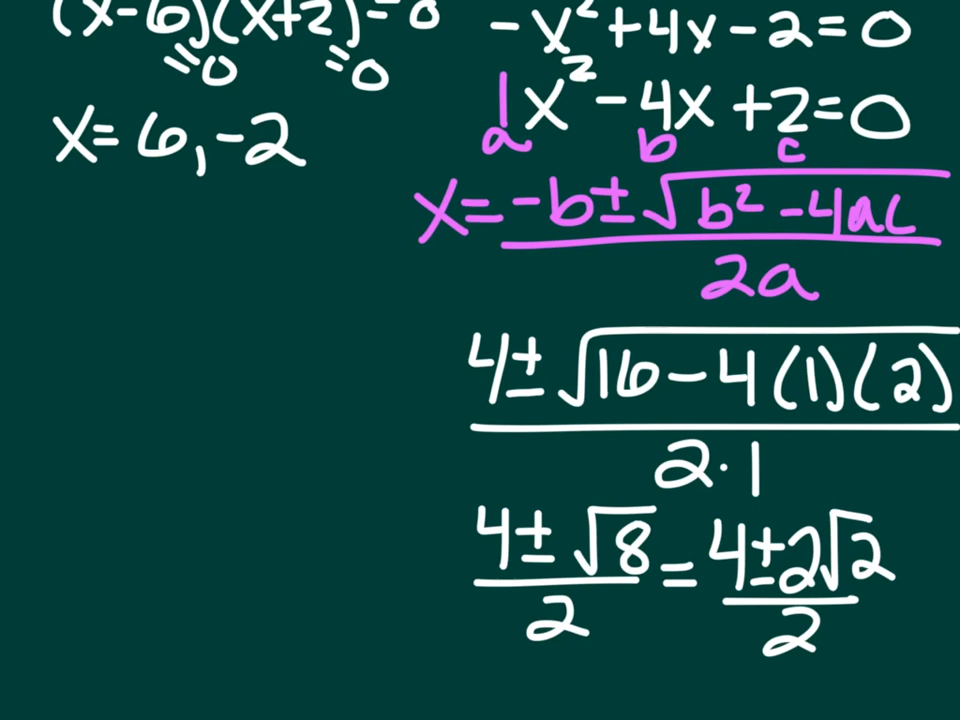 (x-6)(x+2)=0
=0 =0
x=6,-2
-x²+4x-2=0
1x²-4x+2=0
a b c
x=-b±√b²-4ac
2a
4±√16-4(1)(2)
2·1
4±√8 = 4±2√2
2 2